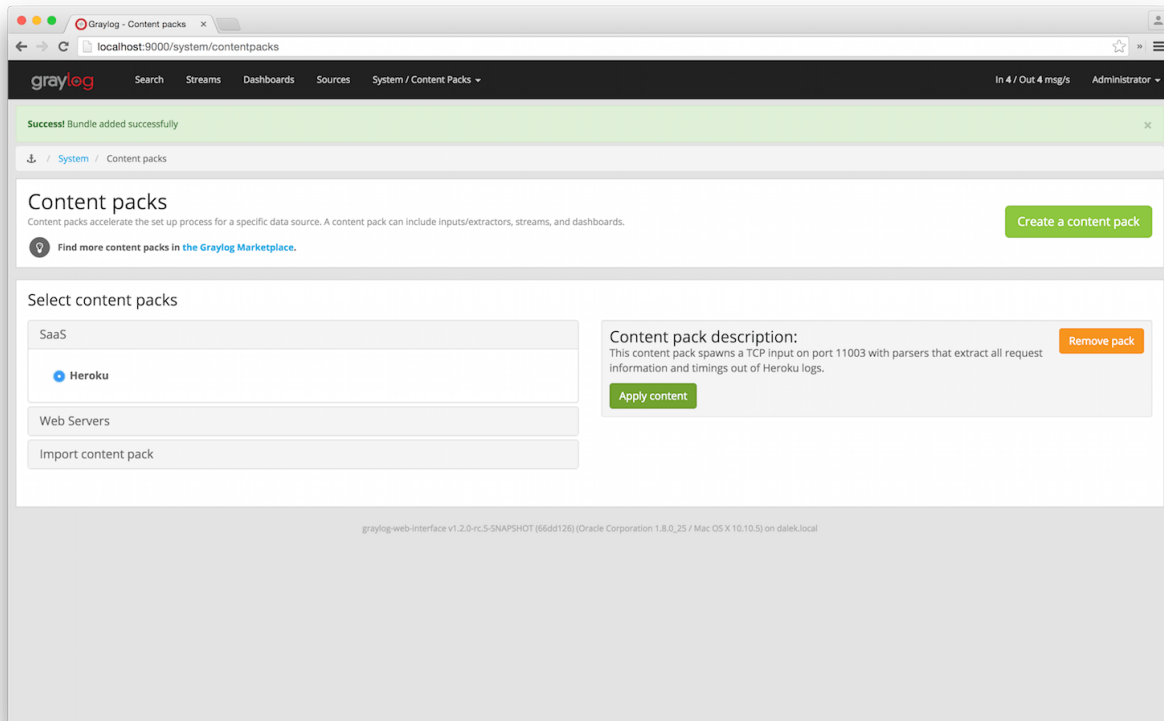 Graylog - Content packs
localhost:9000/system/contentpacks
graylog Search Streams Dashboards Sources System / Content Packs In 4 / Out 4 msg/s Administrator
Success! Bundle added successfully
/ System / Content packs
Content packs
Content packs accelerate the set up process for a specific data source. A content pack can include inputs/extractors, streams, and dashboards.
Create a content pack
Find more content packs in the Graylog Marketplace.
Select content packs
SaaS
Heroku
Web Servers
Import content pack
Content pack description:
Remove pack
This content pack spawns a TCP input on port 11003 with parsers that extract all request
information and timings out of Heroku logs.
Apply content
graylog-web-interface v1.2.0-rc.5-SNAPSHOT (66dd126) (Oracle Corporation 1.8.0_25 / Mac OS X 10.10.5) on dalek.local